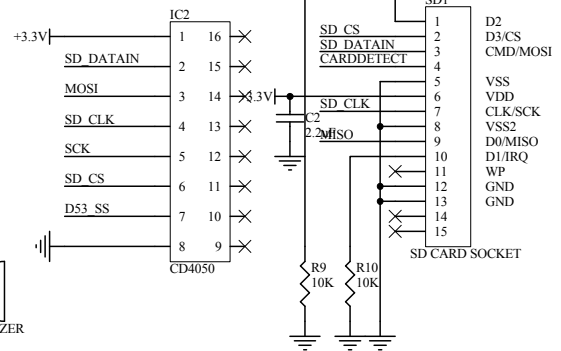 IC2
+3.3V
1
16
SD_DATAIN
2
15
MOSI
3
14
SD_CLK
4
13
SCK
5
12
SD_CS
6
11
D53_SS
7
10
8
9
CD4050
ZER
3.3V
C2
2.2uF
SD1
1
D2
SD_CS
2
D3/CS
SD_DATAIN
3
CMD/MOSI
CARDDETECT
4
5
VSS
6
VDD
SD_CLK
7
CLK/SCK
8
VSS2
MISO
9
D0/MISO
10
D1/IRQ
11
WP
12
GND
13
GND
14
15
SD CARD SOCKET
R9
10K
R10
10K